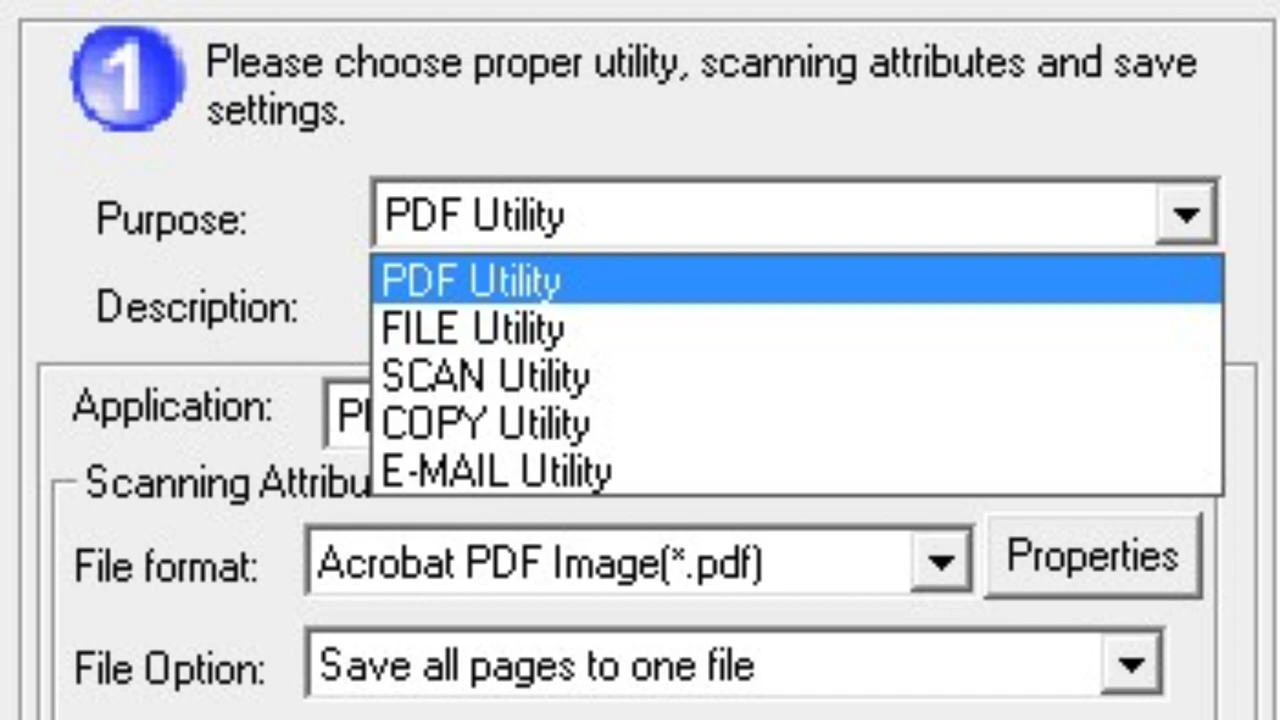 1
Please choose proper utility, scanning attributes and save
settings.
Purpose:
PDF Utility
PDF Utility
Description:
FILE Utility
SCAN Utility
Application:
COPY Utility
E-MAIL Utility
Scanning
File format:
Acrobat PDF Image(*.pdf)
Properties
File Option:
Save all pages to one file